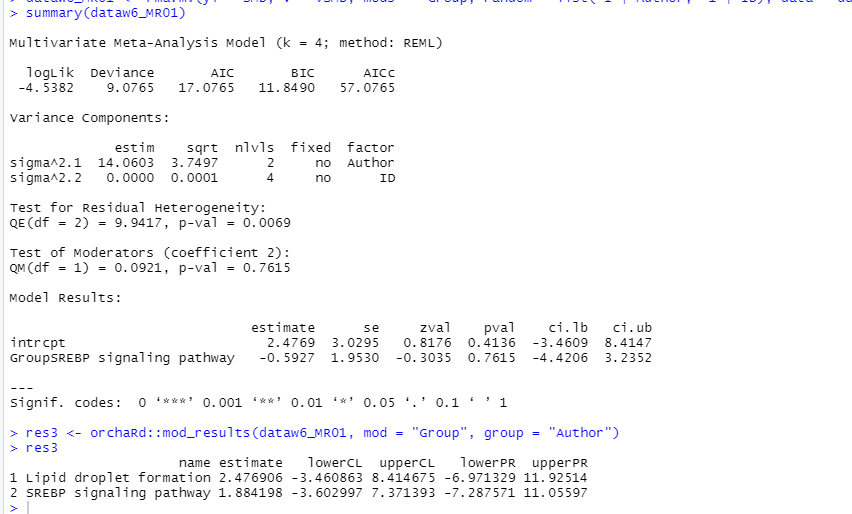 > summary(dataw6_MR01)
Multivariate Meta-Analysis Model (k = 4; method: REML)
logLik Deviance AIC BIC AICc
-4.5382 9.0765 17.0765 11.8490 57.0765
Variance Components:
estim sqrt nlvls fixed factor
sigma^2.1 14.0603 3.7497 2 no Author
sigma^2.2 0.0000 0.0001 4 no ID
Test for Residual Heterogeneity:
QE(df = 2) = 9.9417, p-val = 0.0069
Test of Moderators (coefficient 2):
QM(df = 1) = 0.0921, p-val = 0.7615
Model Results:
estimate se zval pval ci.lb ci.ub
intrcpt 2.4769 3.0295 0.8176 0.4136 -3.4609 8.4147
GroupSREBP signaling pathway -0.5927 1.9530 -0.3035 0.7615 -4.4206 3.2352
---
Signif. codes: 0 ‘***’ 0.001 ‘**’ 0.01 ‘*’ 0.05 ‘.’ 0.1 ‘ ’ 1
> res3 <- orchaRd::mod_results(dataw6_MR01, mod = "Group", group = "Author")
> res3
name estimate lowerCL upperCL lowerPR upperPR
1 Lipid droplet formation 2.476906 -3.460863 8.414675 -6.971329 11.92514
2 SREBP signaling pathway 1.884198 -3.602997 7.371393 -7.287571 11.05597
>